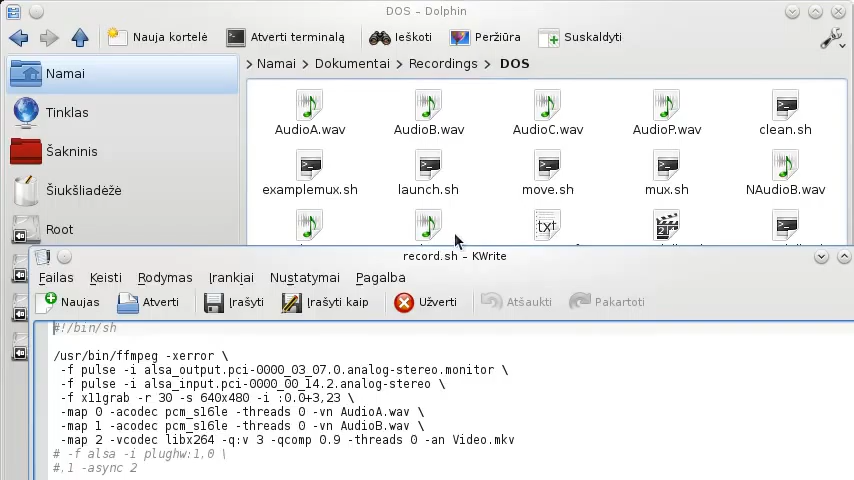 DOS – Dolphin
Nauja kortelė
Atverti terminalą
Ieškoti
Peržiūra
Suskaldyti
Namai
Tinklas
Šakninis
Šiukšliadėžė
Root
> Namai > Dokumentai > Recordings > DOS
AudioA.wav
AudioB.wav
AudioC.wav
AudioP.wav
clean.sh
examplemux.sh
launch.sh
move.sh
mux.sh
NAudioB.wav
txt
record.sh – KWrite
Failas
Keisti
Rodymas
Įrankiai
Nustatymai
Pagalba
Naujas
Atverti
Įrašyti
Įrašyti kaip
Užverti
Atšaukti
Pakartoti
#!/bin/sh
/usr/bin/ffmpeg -xerror \
-f pulse -i alsa_output.pci-0000_03_07.0.analog-stereo.monitor \
-f pulse -i alsa_input.pci-0000_00_14.2.analog-stereo \
-f x11grab -r 30 -s 640x480 -i :0.0+3,23 \
-map 0 -acodec pcm_s16le -threads 0 -vn AudioA.wav \
-map 1 -acodec pcm_s16le -threads 0 -vn AudioB.wav \
-map 2 -vcodec libx264 -q:v 3 -qcomp 0.9 -threads 0 -an Video.mkv
# -f alsa -i plughw:1,0 \
#,1 -async 2